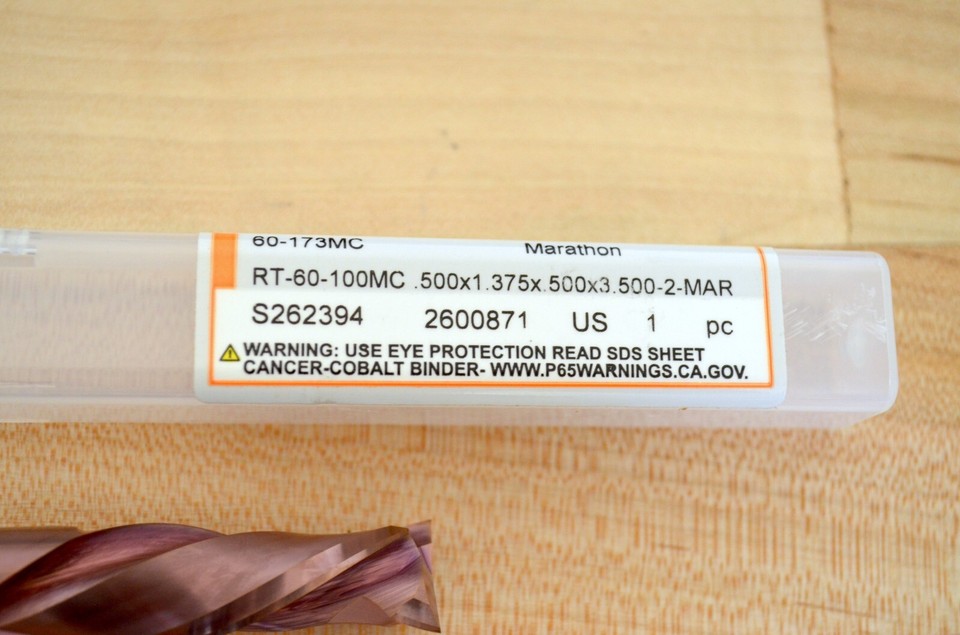 60-173MC Marathon
RT-60-100MC .500x1.375x.500x3.500-2-MAR
S262394 2600871 US 1 pc
WARNING: USE EYE PROTECTION READ SDS SHEET
CANCER-COBALT BINDER- WWW.P65WARNINGS.CA.GOV.